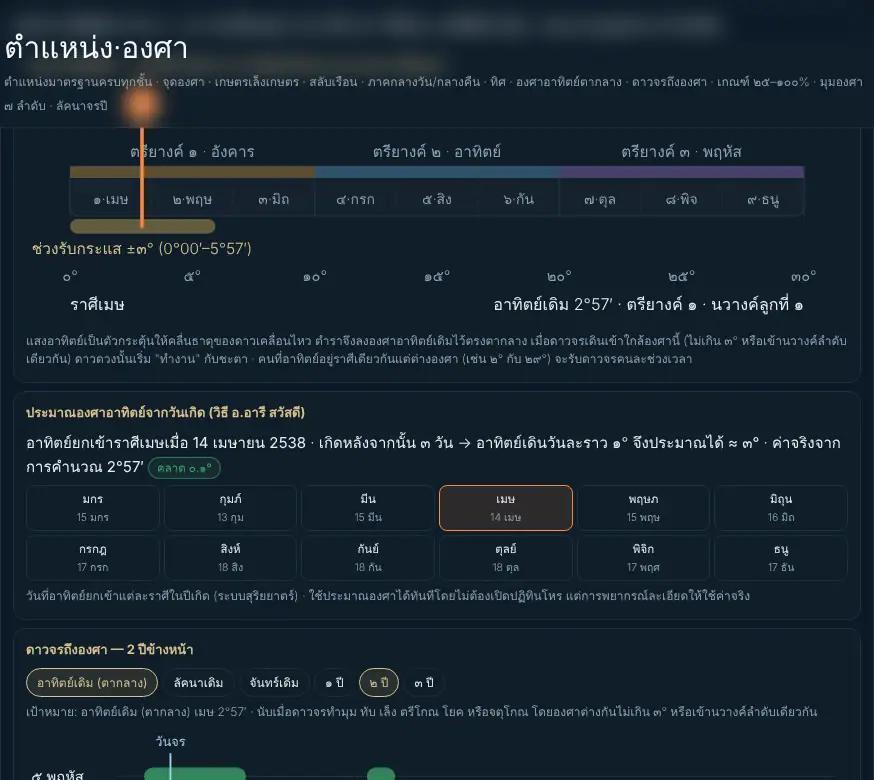 ตำแหน่ง·องศา
ตำแหน่งมาตรฐานครบทุกชั้น · จุดองศา · เกษตรเล็งเกษตร · สลับเรือน · ภาคกลางวัน/กลางคืน · ทิศ · องศาอาทิตย์ตากลาง · ดาวจรถึงองศา · เกณฑ์ ๒๕–๑๐๐% · มุมองศา
๗ ลำดับ · ลัคนาจรปี
ตรียางค์ ๑ · อังคาร ตรียางค์ ๒ · อาทิตย์ ตรียางค์ ๓ · พฤหัส
๑·เมษ ๒·พฤษ ๓·มิถ ๔·กรก ๕·สิง ๖·กัน ๗·ตุล ๘·พิจ ๙·ธนู
ช่วงรับกระแส ±๓° (0°00′–5°57′)
๐° ๕° ๑๐° ๑๕° ๒๐° ๒๕° ๓๐°
ราศีเมษ อาทิตย์เดิม 2°57′ · ตรียางค์ ๑ · นวางค์ลูกที่ ๑
แสงอาทิตย์เป็นตัวกระตุ้นให้คลื่นธาตุของดาวเคลื่อนไหว ตำราจึงลององศาอาทิตย์เดิมไว้ตรงตากลาง เมื่อดาวจรเดินเข้าใกล้องศานี้ (ไม่เกิน ๓° หรือเข้านวางค์ลำดับ
เดียวกัน) ดาวดวงนั้นเริ่ม "ทำงาน" กับชะตา · คนที่อาทิตย์อยู่ราศีเดียวกันแต่ต่างองศา (เช่น ๒° กับ ๒๙°) จะรับดาวจรคนละช่วงเวลา
ประมาณองศาอาทิตย์จากวันเกิด (วิธี อ.อารี สวัสดี)
อาทิตย์ยกเข้าราศีเมษเมื่อ 14 เมษายน 2538 · เกิดหลังจากนั้น ๓ วัน → อาทิตย์เดินวันละราว ๑° จึงประมาณได้ ≈ ๓° · ค่าจริงจาก
การคำนวณ 2°57′ คลาด ๐.๑°
มกร กุมภ์ มีน เมษ พฤษภ มิถุน
15 มกร 13 กุม 15 มีน 14 เมษ 15 พฤษ 16 มิถ
กรกฎ สิงห์ กันย์ ตุลย์ พิจิก ธนู
17 กรก 18 สิง 18 กัน 18 ตุล 17 พฤศ 17 ธัน
วันที่อาทิตย์ยกเข้าแต่ละราศีในปีเกิด (ระบบสุริยยาตร์) · ใช้ประมาณองศาได้ทันทีโดยไม่ต้องเปิดปฏิทินโหร แต่การพยากรณ์ละเอียดให้ใช้ค่าจริง
ดาวจรถึงองศา — 2 ปีข้างหน้า
อาทิตย์เดิม (ตากลาง) ลัคนาเดิม จันทร์เดิม ๑ ปี ๒ ปี ๓ ปี
เป้าหมาย: อาทิตย์เดิม (ตากลาง) เมษ 2°57′ · นับเมื่อดาวจรทำมุม ทับ เล็ง ตรีโกณ โยค หรือจตุโกณ โดยองศาต่างกันไม่เกิน ๓° หรือเข้านวางค์ลำดับเดียวกัน
วันจร
๕ พฤหัส